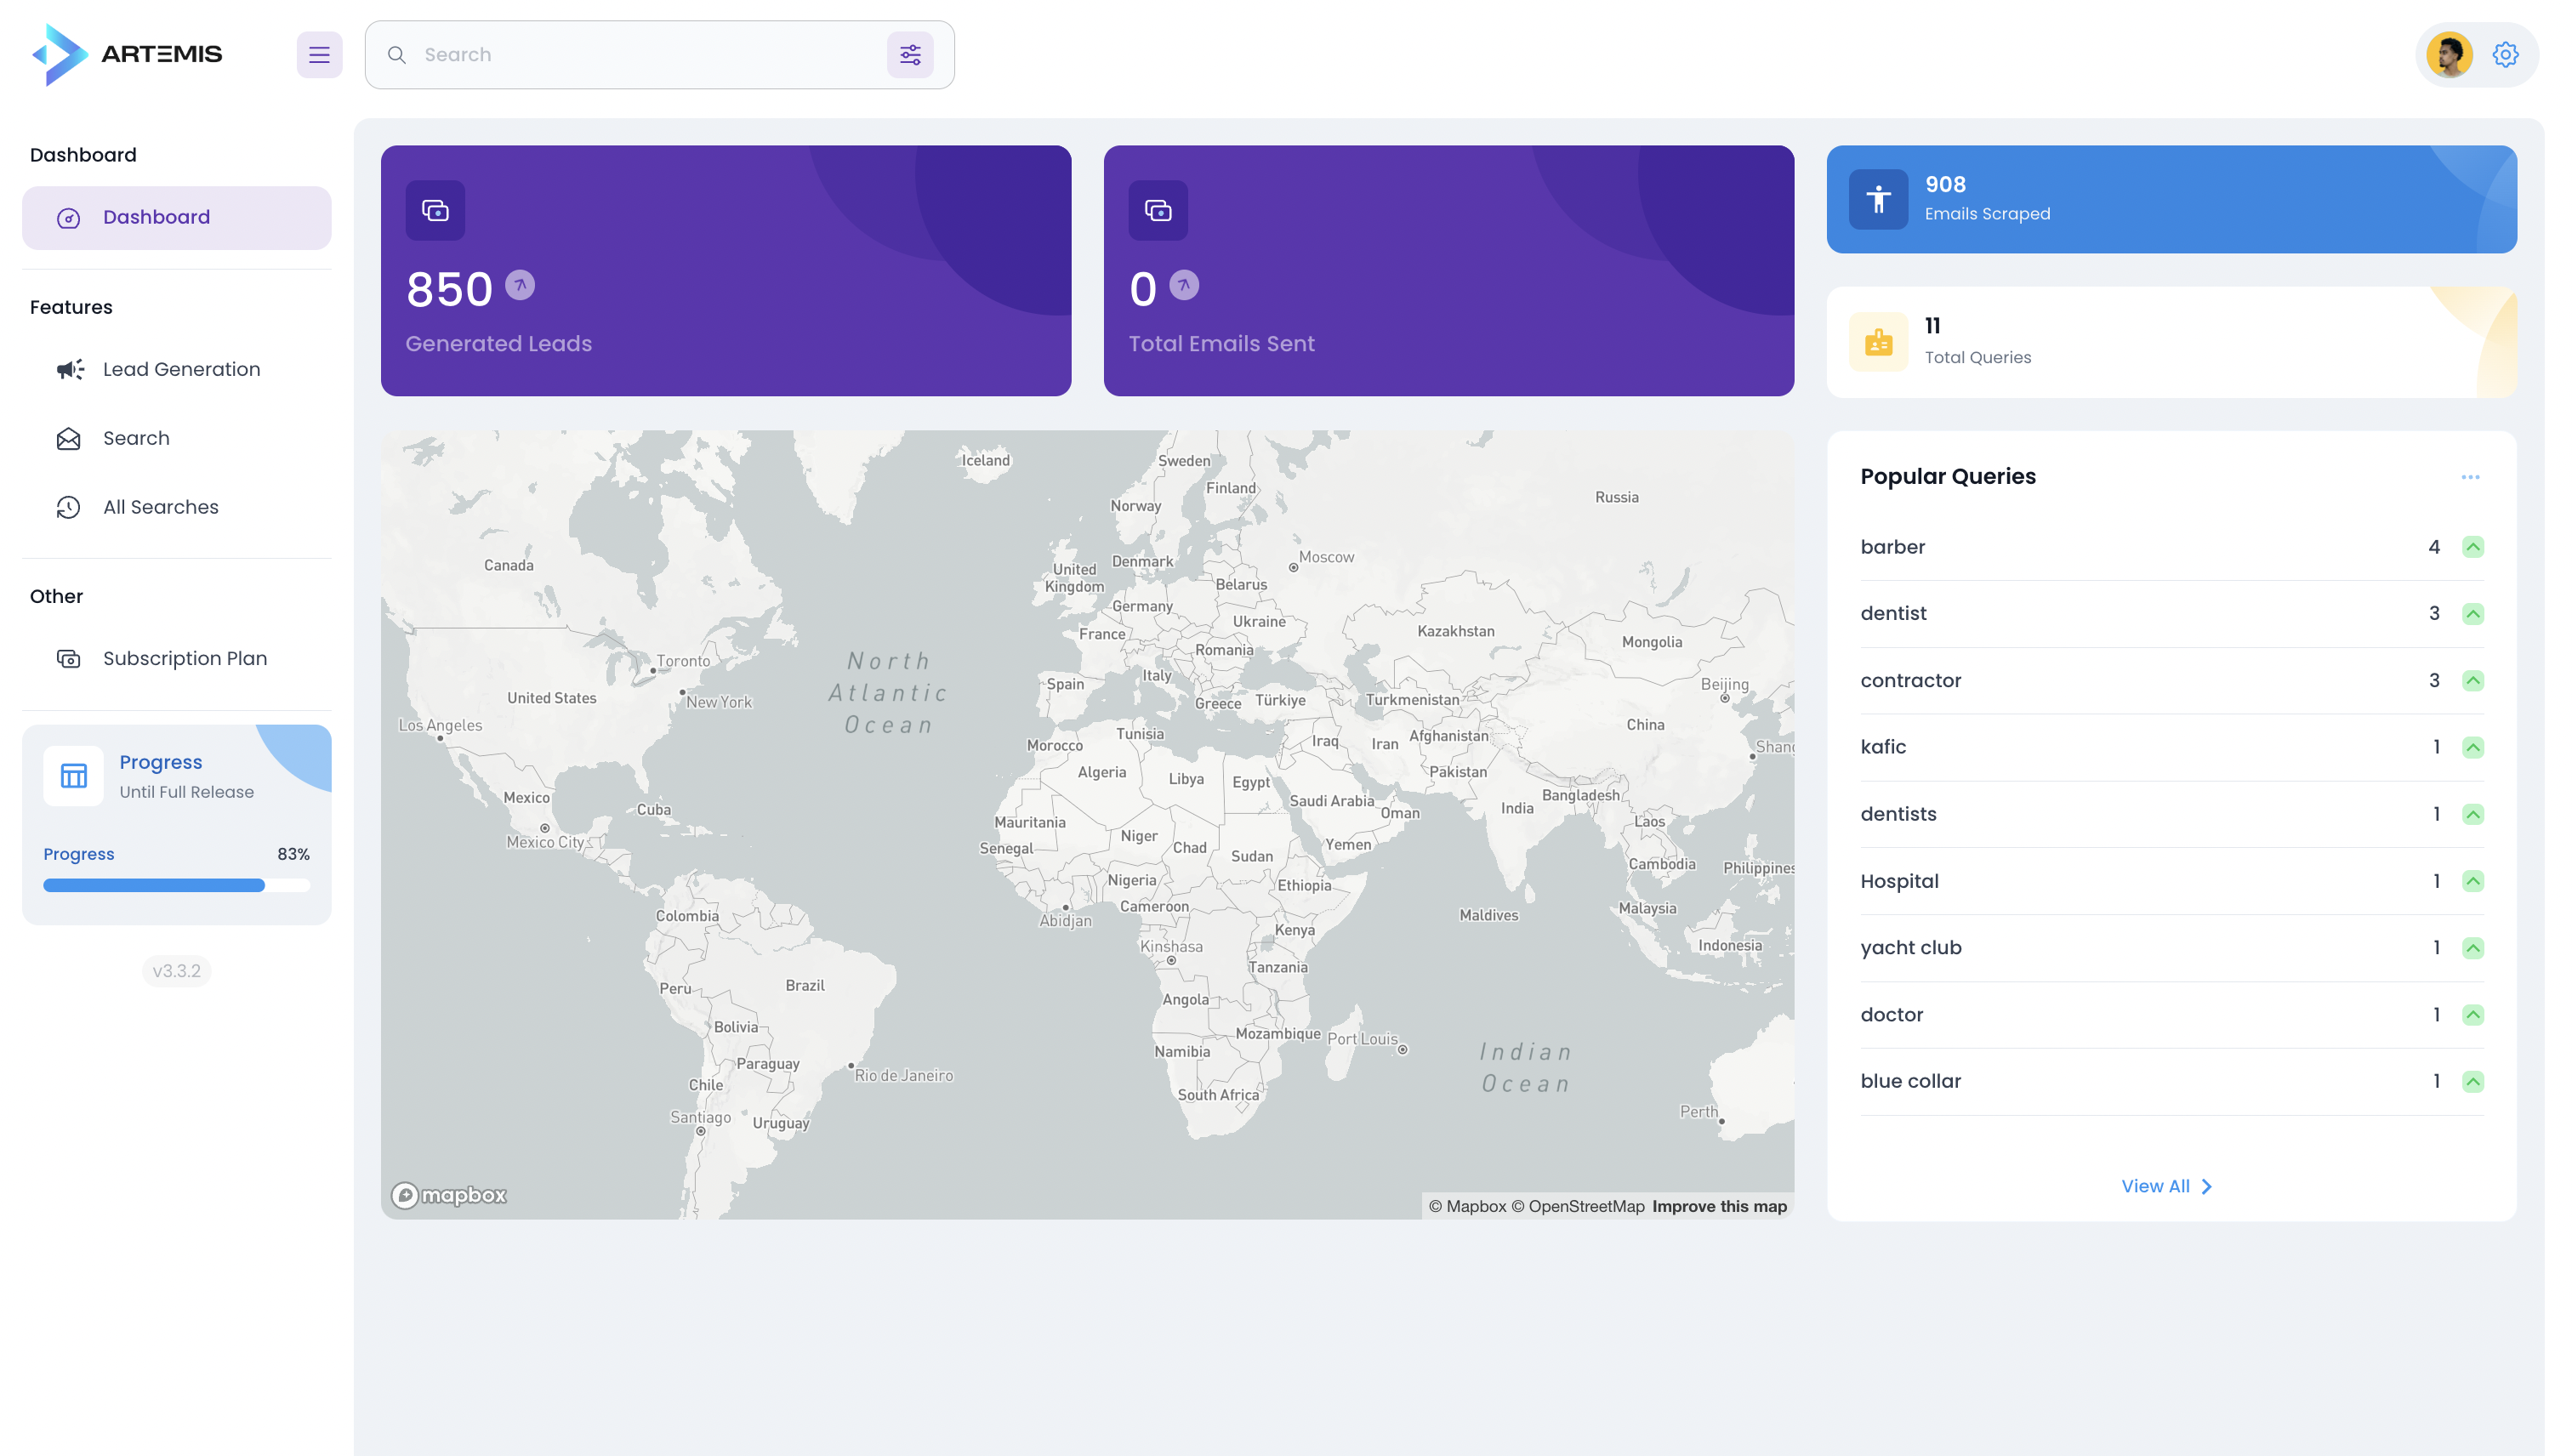 ARTEMIS
Search
Dashboard
Dashboard
Features
Lead Generation
Search
All Searches
Other
Subscription Plan
Progress
Until Full Release
Progress 83%
v3.3.2
850
Generated Leads
0
Total Emails Sent
908
Emails Scraped
11
Total Queries
Iceland
Sweden
Finland
Norway
Russia
Canada
United
Kingdom
Denmark
Moscow
Belarus
Germany
Ukraine
France
Kazakhstan
Romania
Mongolia
Toronto
North
Atlantic
Ocean
United States
New York
Spain
Italy
Greece
Türkiye
Turkmenistan
Beijing
Los Angeles
China
Morocco
Tunisia
Iraq
Iran
Afghanistan
Shang
Algeria
Libya
Egypt
Pakistan
Mexico
Cuba
Saudi Arabia
Oman
India
Bangladesh
Mexico City
Mauritania
Niger
Laos
Senegal
Chad
Sudan
Yemen
Cambodia
Philippines
Nigeria
Ethiopia
Colombia
Abidjan
Cameroon
Maldives
Malaysia
Kenya
Kinshasa
Indonesia
Tanzania
Brazil
Peru
Angola
Bolivia
Mozambique
Port Louis
Namibia
Indian
Ocean
Paraguay
Rio de Janeiro
Chile
South Africa
Santiago
Uruguay
Perth
mapbox
© Mapbox © OpenStreetMap Improve this map
Popular Queries
barber 4
dentist 3
contractor 3
kafic 1
dentists 1
Hospital 1
yacht club 1
doctor 1
blue collar 1
View All